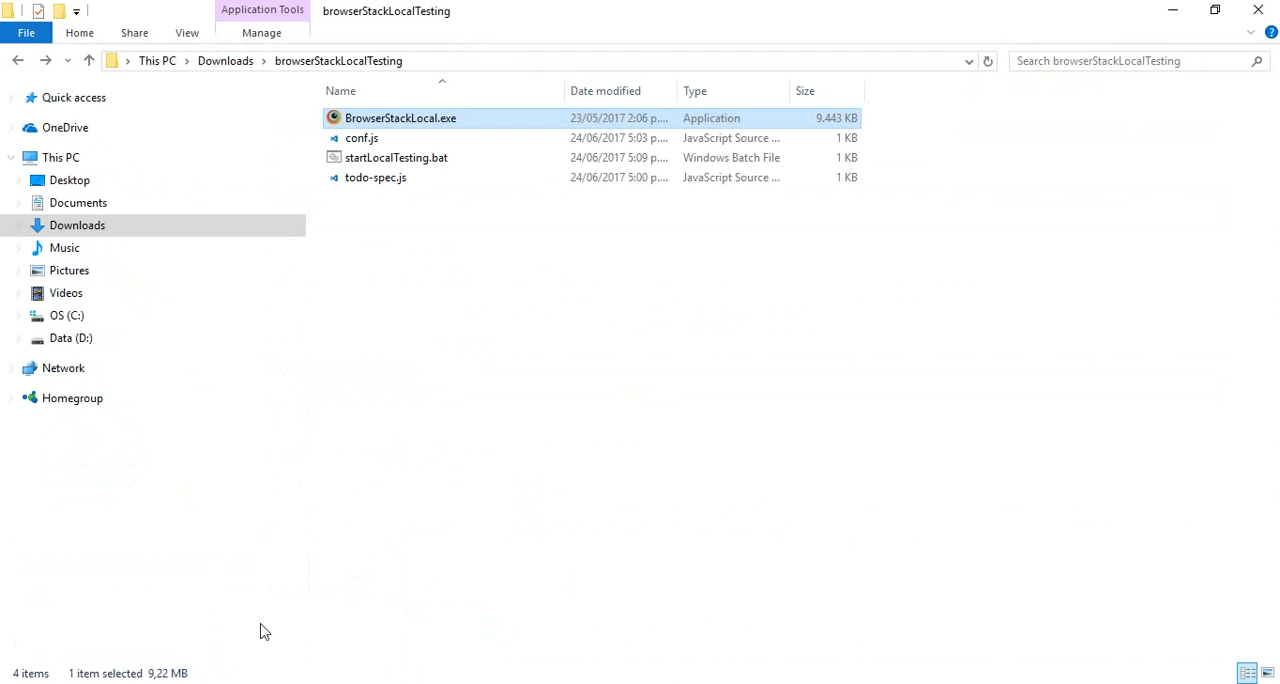 Application Tools browserStackLocalTesting
File Home Share View Manage
This PC Downloads browserStackLocalTesting Search browserStackLocalTesting
Name Date modified Type Size
Quick access
OneDrive
This PC
Desktop
Documents
Downloads
Music
Pictures
Videos
OS (C:)
Data (D:)
Network
Homegroup
BrowserStackLocal.exe 23/05/2017 2:06 p.... Application 9.443 KB
conf.js 24/06/2017 5:03 p.... JavaScript Source ... 1 KB
startLocalTesting.bat 24/06/2017 5:09 p.... Windows Batch File 1 KB
todo-spec.js 24/06/2017 5:00 p.... JavaScript Source ... 1 KB
4 items 1 item selected 9,22 MB